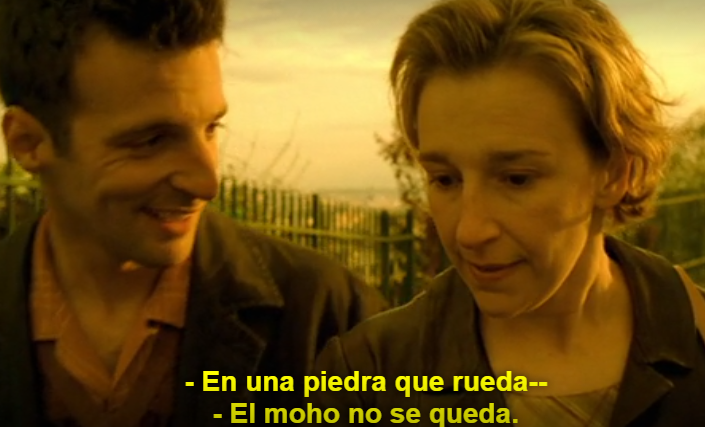 - En una piedra que rueda--
- El moho no se queda.